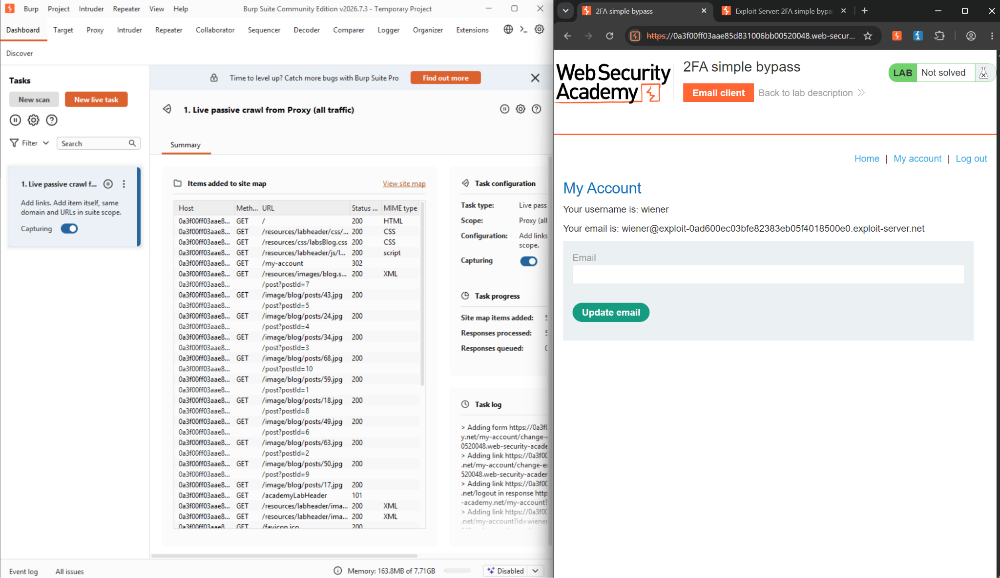 Burp Project Intruder Repeater View Help
Burp Suite Community Edition v2026.7.3 - Temporary Project
Dashboard Target Proxy Intruder Repeater Collaborator Sequencer Decoder Comparer Logger Organizer Extensions
Discover
Tasks
New scan
New live task
Filter
Search
1. Live passive crawl f...
Add links. Add item itself, same
domain and URLs in suite scope.
Capturing
Time to level up? Catch more bugs with Burp Suite Pro
Find out more
1. Live passive crawl from Proxy (all traffic)
Summary
Items added to site map
View site map
Host Meth... URL Status ... MIME type
0a3f00ff03aae8... GET / 200 HTML
0a3f00ff03aae8... GET /resources/labheader/css/... 200 CSS
0a3f00ff03aae8... GET /resources/css/labsBlog.css 200 CSS
0a3f00ff03aae8... GET /resources/labheader/js/l... 200 script
0a3f00ff03aae8... GET /my-account 302
0a3f00ff03aae8... GET /resources/images/blog.s... 200 XML
0a3f00ff03aae8... /post?postId=7
0a3f00ff03aae8... GET /image/blog/posts/43.jpg 200
0a3f00ff03aae8... /post?postId=5
0a3f00ff03aae8... GET /image/blog/posts/24.jpg 200
0a3f00ff03aae8... /post?postId=4
0a3f00ff03aae8... GET /image/blog/posts/34.jpg 200
0a3f00ff03aae8... /post?postId=3
0a3f00ff03aae8... GET /image/blog/posts/68.jpg 200
0a3f00ff03aae8... /post?postId=10
0a3f00ff03aae8... GET /image/blog/posts/59.jpg 200
0a3f00ff03aae8... /post?postId=1
0a3f00ff03aae8... GET /image/blog/posts/18.jpg 200
0a3f00ff03aae8... /post?postId=8
0a3f00ff03aae8... GET /image/blog/posts/49.jpg 200
0a3f00ff03aae8... /post?postId=6
0a3f00ff03aae8... GET /image/blog/posts/63.jpg 200
0a3f00ff03aae8... /post?postId=2
0a3f00ff03aae8... GET /image/blog/posts/50.jpg 200
0a3f00ff03aae8... /post?postId=9
0a3f00ff03aae8... GET /image/blog/posts/17.jpg 200
0a3f00ff03aae8... GET /academyLabHeader 101
0a3f00ff03aae8... GET /resources/labheader/ima... 200 XML
0a3f00ff03aae8... GET /resources/labheader/ima... 200 XML
0a3f00ff03aae8... GET /favicon.ico 200
Task configuration
Task type: Live pass
Scope: Proxy (all
Configuration: Add links
scope.
Capturing
Task progress
Site map items added:
Responses processed:
Responses queued:
Task log
> Adding form https://0a3f0
y.net/my-account/change-
0520048.web-security-acade
> Adding link https://0a3f00
.net/my-account/change-e
520048.web-security-acade
> Adding link https://0a3f00
.net/logout in response http
-academy.net/my-account?
> Adding link https://0a3f00
.net/my-account?id=wiener
Event log All issues
Memory: 163.8MB of 7.71GB
Disabled
2FA simple bypass
Exploit Server: 2FA simple bypa
https://0a3f00ff03aae85d831006bb00520048.web-secur...
Web Security
Academy
2FA simple bypass
Email client
Back to lab description
LAB Not solved
Home | My account | Log out
My Account
Your username is: wiener
Your email is: wiener@exploit-0ad600ec03bfe82383eb05f4018500e0.exploit-server.net
Email
Update email